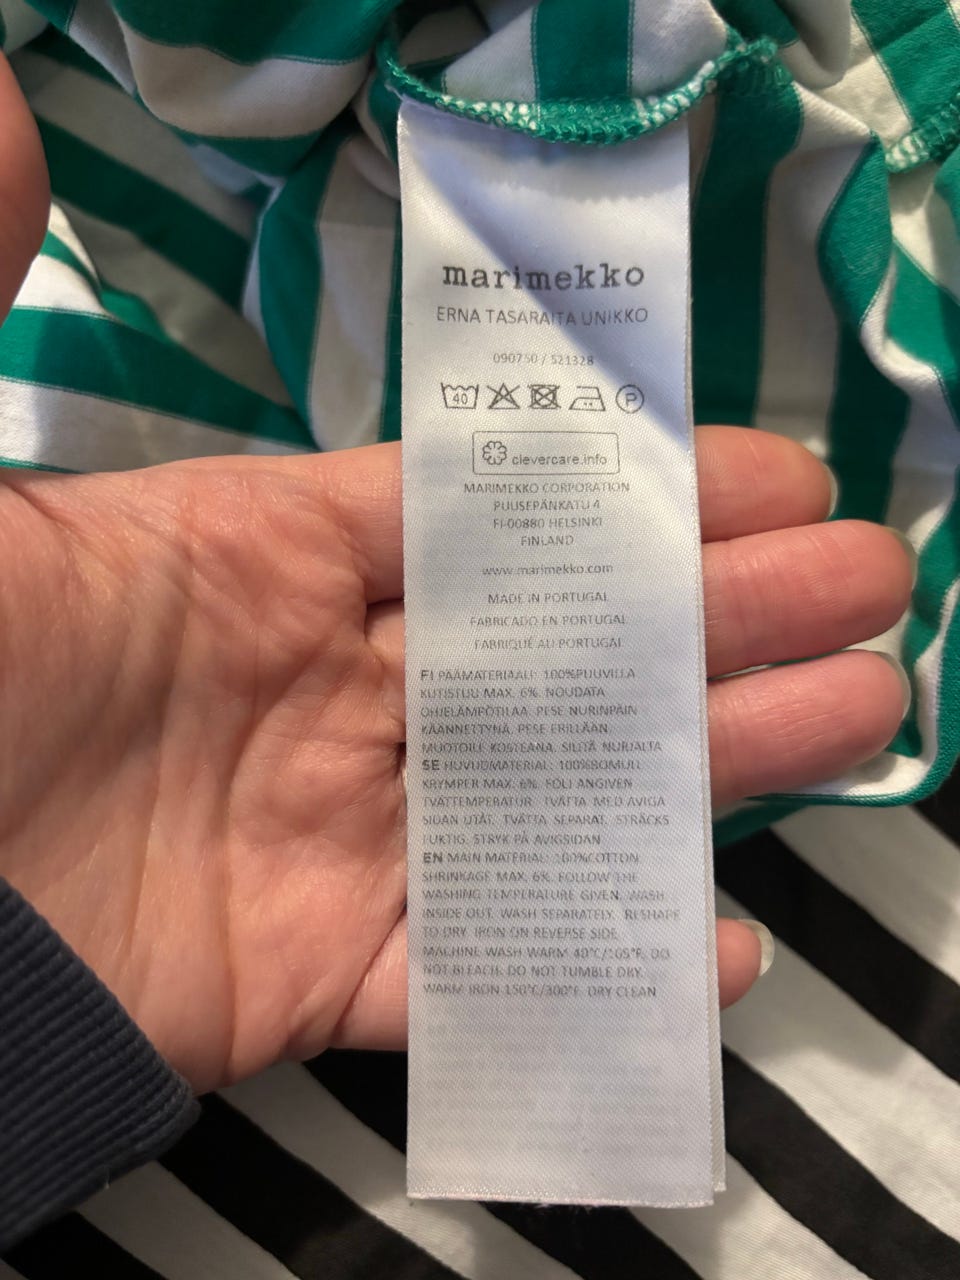 marimekko
ERNA TASARAITA UNIKKO
090750 / 521328
40 P
clevercare.info
MARIMEKKO CORPORATION
PUUSEPÄNKATU 4
FI-00880 HELSINKI
FINLAND
www.marimekko.com
MADE IN PORTUGAL
FABRICADO EN PORTUGAL
FABRIQUÉ AU PORTUGAL
FI PÄÄMATERIAALI: 100%PUUVILLA
KUTISTUU MAX. 6%. NOUDATA
OHJELÄMPÖTILAA. PESE NURINPÄIN
KÄÄNNETTYNÄ. PESE ERILLÄÄN.
MUOTOILE KOSTEANA. SILITÄ NURJALTA
SE HUVUDMATERIAL: 100%BOMULL
KRYMPER MAX. 6%. FÖLJ ANGIVEN
TVÄTTEMPERATUR. TVÄTTA MED AVIGA
SIDAN UTÅT. TVÄTTA SEPARAT. STRÄCKS
FUKTIG. STRYK PÅ AVIGSIDAN
EN MAIN MATERIAL: 100%COTTON
SHRINKAGE MAX. 6%. FOLLOW THE
WASHING TEMPERATURE GIVEN. WASH
INSIDE OUT. WASH SEPARATELY. RESHAPE
TO DRY. IRON ON REVERSE SIDE.
MACHINE WASH WARM 40°C/105°F. DO
NOT BLEACH. DO NOT TUMBLE DRY.
WARM IRON 150°C/300°F. DRY CLEAN